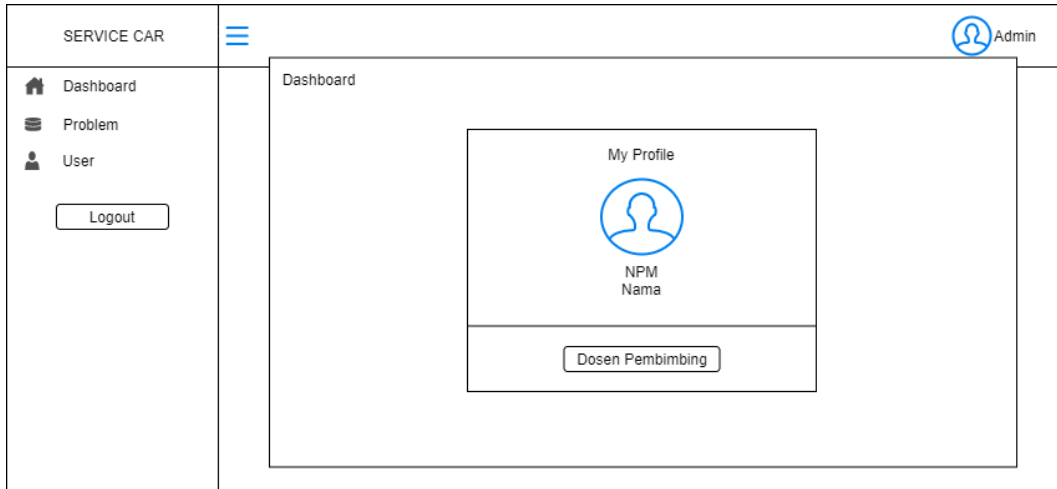 SERVICE CAR
Admin
Dashboard
Problem
User
Logout
Dashboard
My Profile
NPM
Nama
Dosen Pembimbing